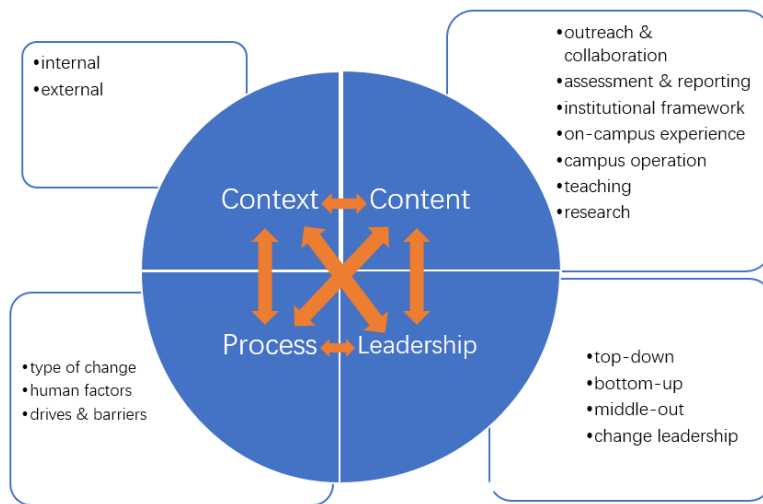 •internal
•external
•outreach &
collaboration
•assessment & reporting
•institutional framework
•on-campus experience
•campus operation
•teaching
•research
Context
Content
Process
Leadership
•type of change
•human factors
•drives & barriers
•top-down
•bottom-up
•middle-out
•change leadership